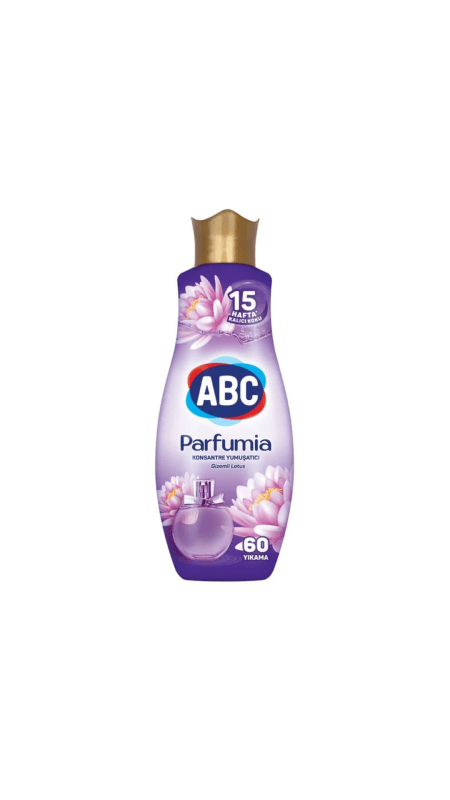 15
HAFTA*
KALICI KOKU
ABC
Parfumia
KONSANTRE YUMUŞATICI
Gizemli Lotus
60
YIKAMA